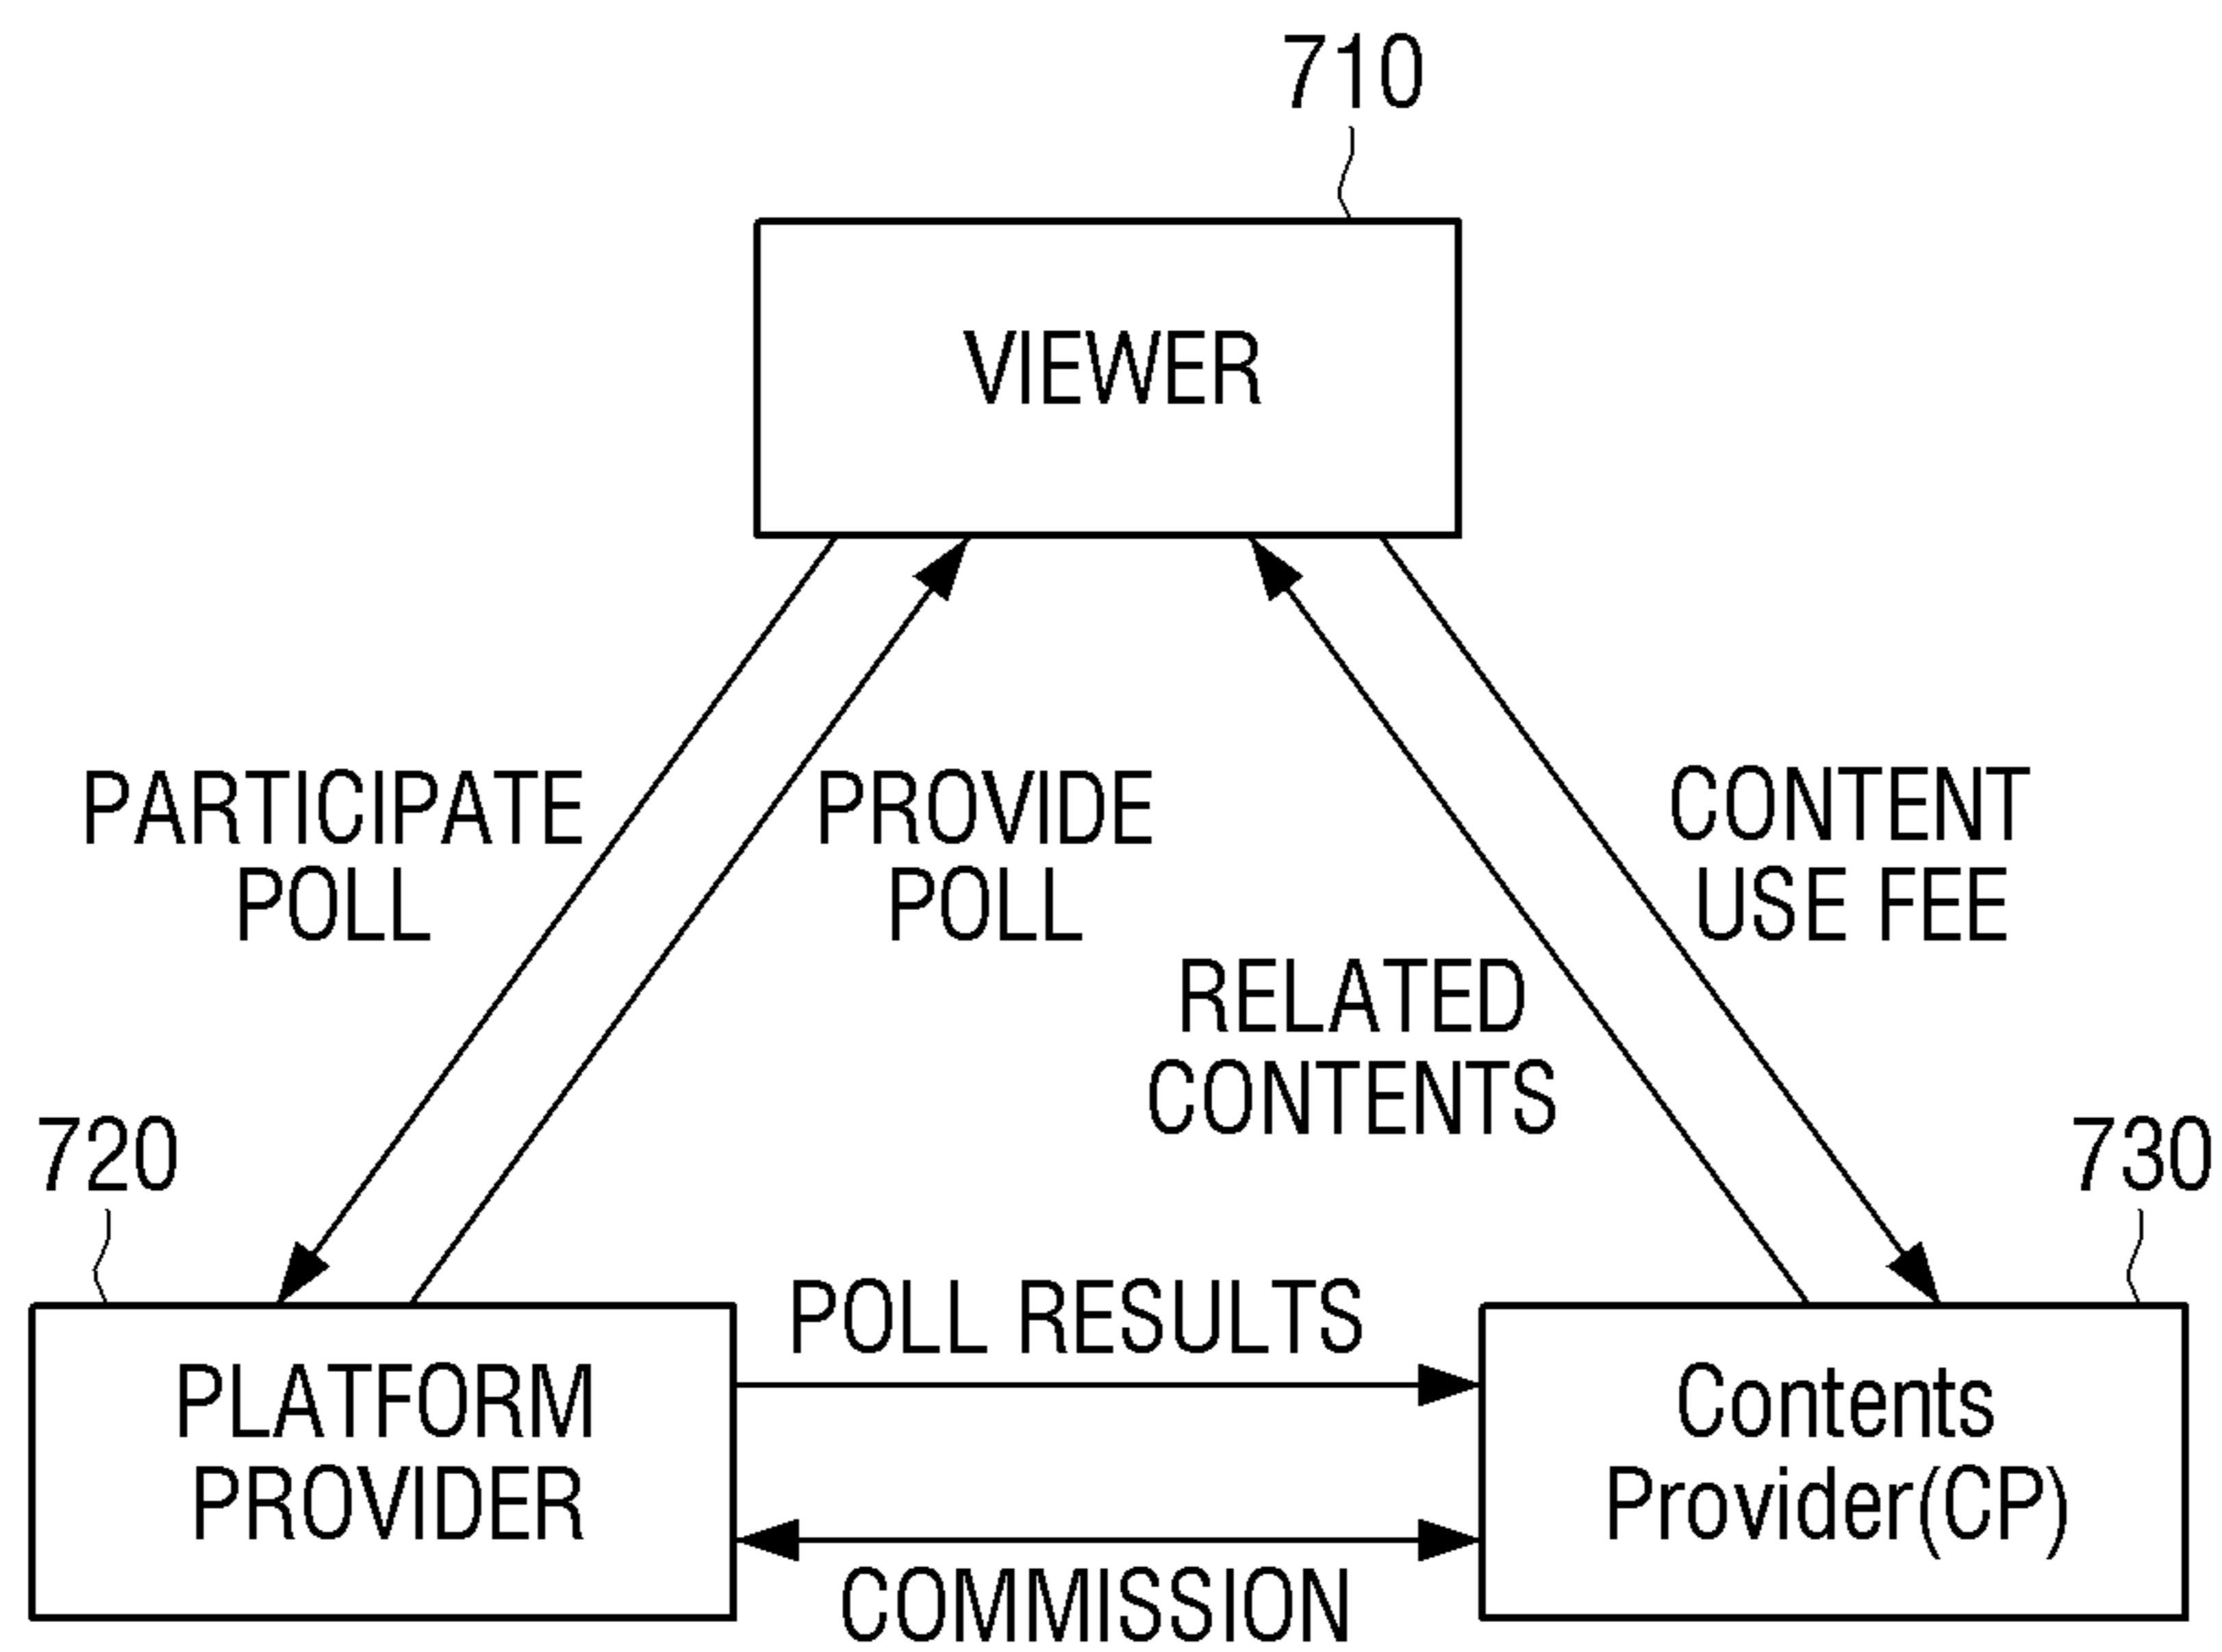 710
VIEWER
PARTICIPATE
POLL
PROVIDE
POLL
CONTENT
USE FEE
RELATED
CONTENTS
720
730
POLL RESULTS
PLATFORM
PROVIDER
Contents
Provider(CP)
COMMISSION